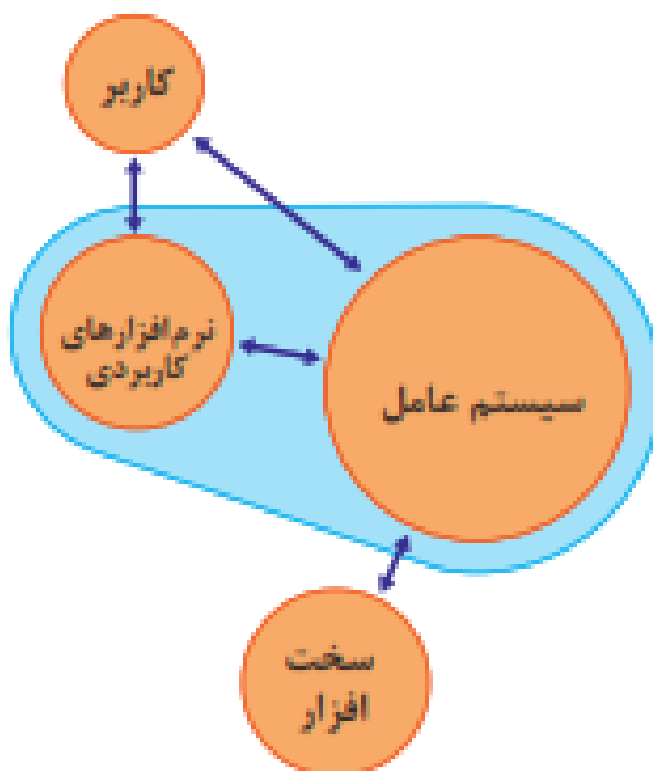 کاربر
نرم‌افزارهای
کاربردی
سیستم عامل
سخت
افزار